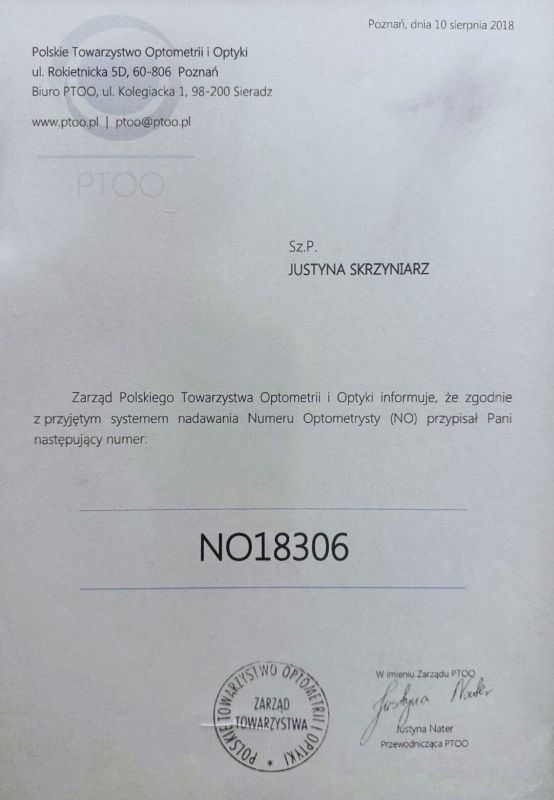 Poznań, dnia 10 sierpnia 2018
Polskie Towarzystwo Optometrii i Optyki
ul. Rokietnicka 5D, 60-806 Poznań
Biuro PTOO, ul. Kolegiacka 1, 98-200 Sieradz
www.ptoo.pl | ptoo@ptoo.pl
PTOO
Sz.P.
JUSTYNA SKRZYNIARZ
Zarząd Polskiego Towarzystwa Optometrii i Optyki informuje, że zgodnie
z przyjętym systemem nadawania Numeru Optometrysty (NO) przypisał Pani
następujący numer:
NO18306
POLSKIE TOWARZYSTWO OPTOMETRII I OPTYKI *
ZARZĄD
TOWARZYSTWA
W imieniu Zarządu PTOO
Justyna Nater
Justyna Nater
Przewodnicząca PTOO